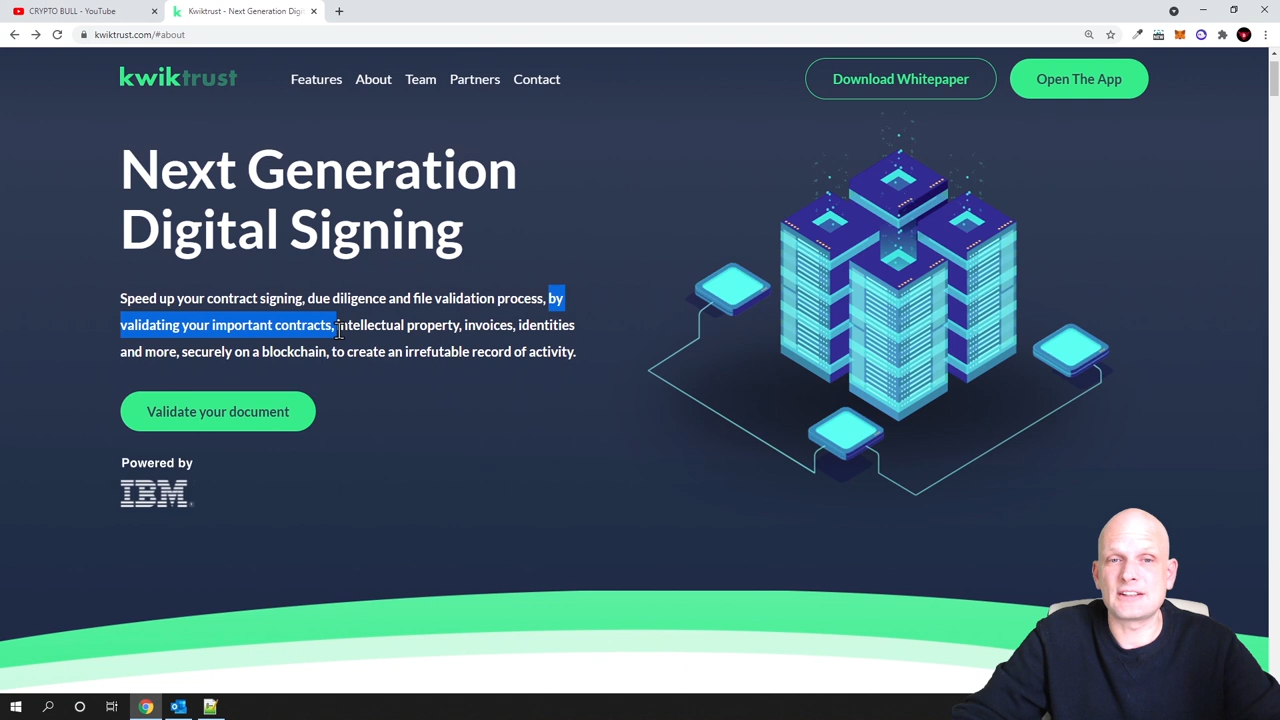 CRYPTO BULL - YouTube
Kwiktrust - Next Generation Digi
kwiktrust.com/#about
kwiktrust
Features
About
Team
Partners
Contact
Download Whitepaper
Open The App
Next Generation
Digital Signing
Speed up your contract signing, due diligence and file validation process, by
validating your important contracts, intellectual property, invoices, identities
and more, securely on a blockchain, to create an irrefutable record of activity.
Validate your document
Powered by
IBM